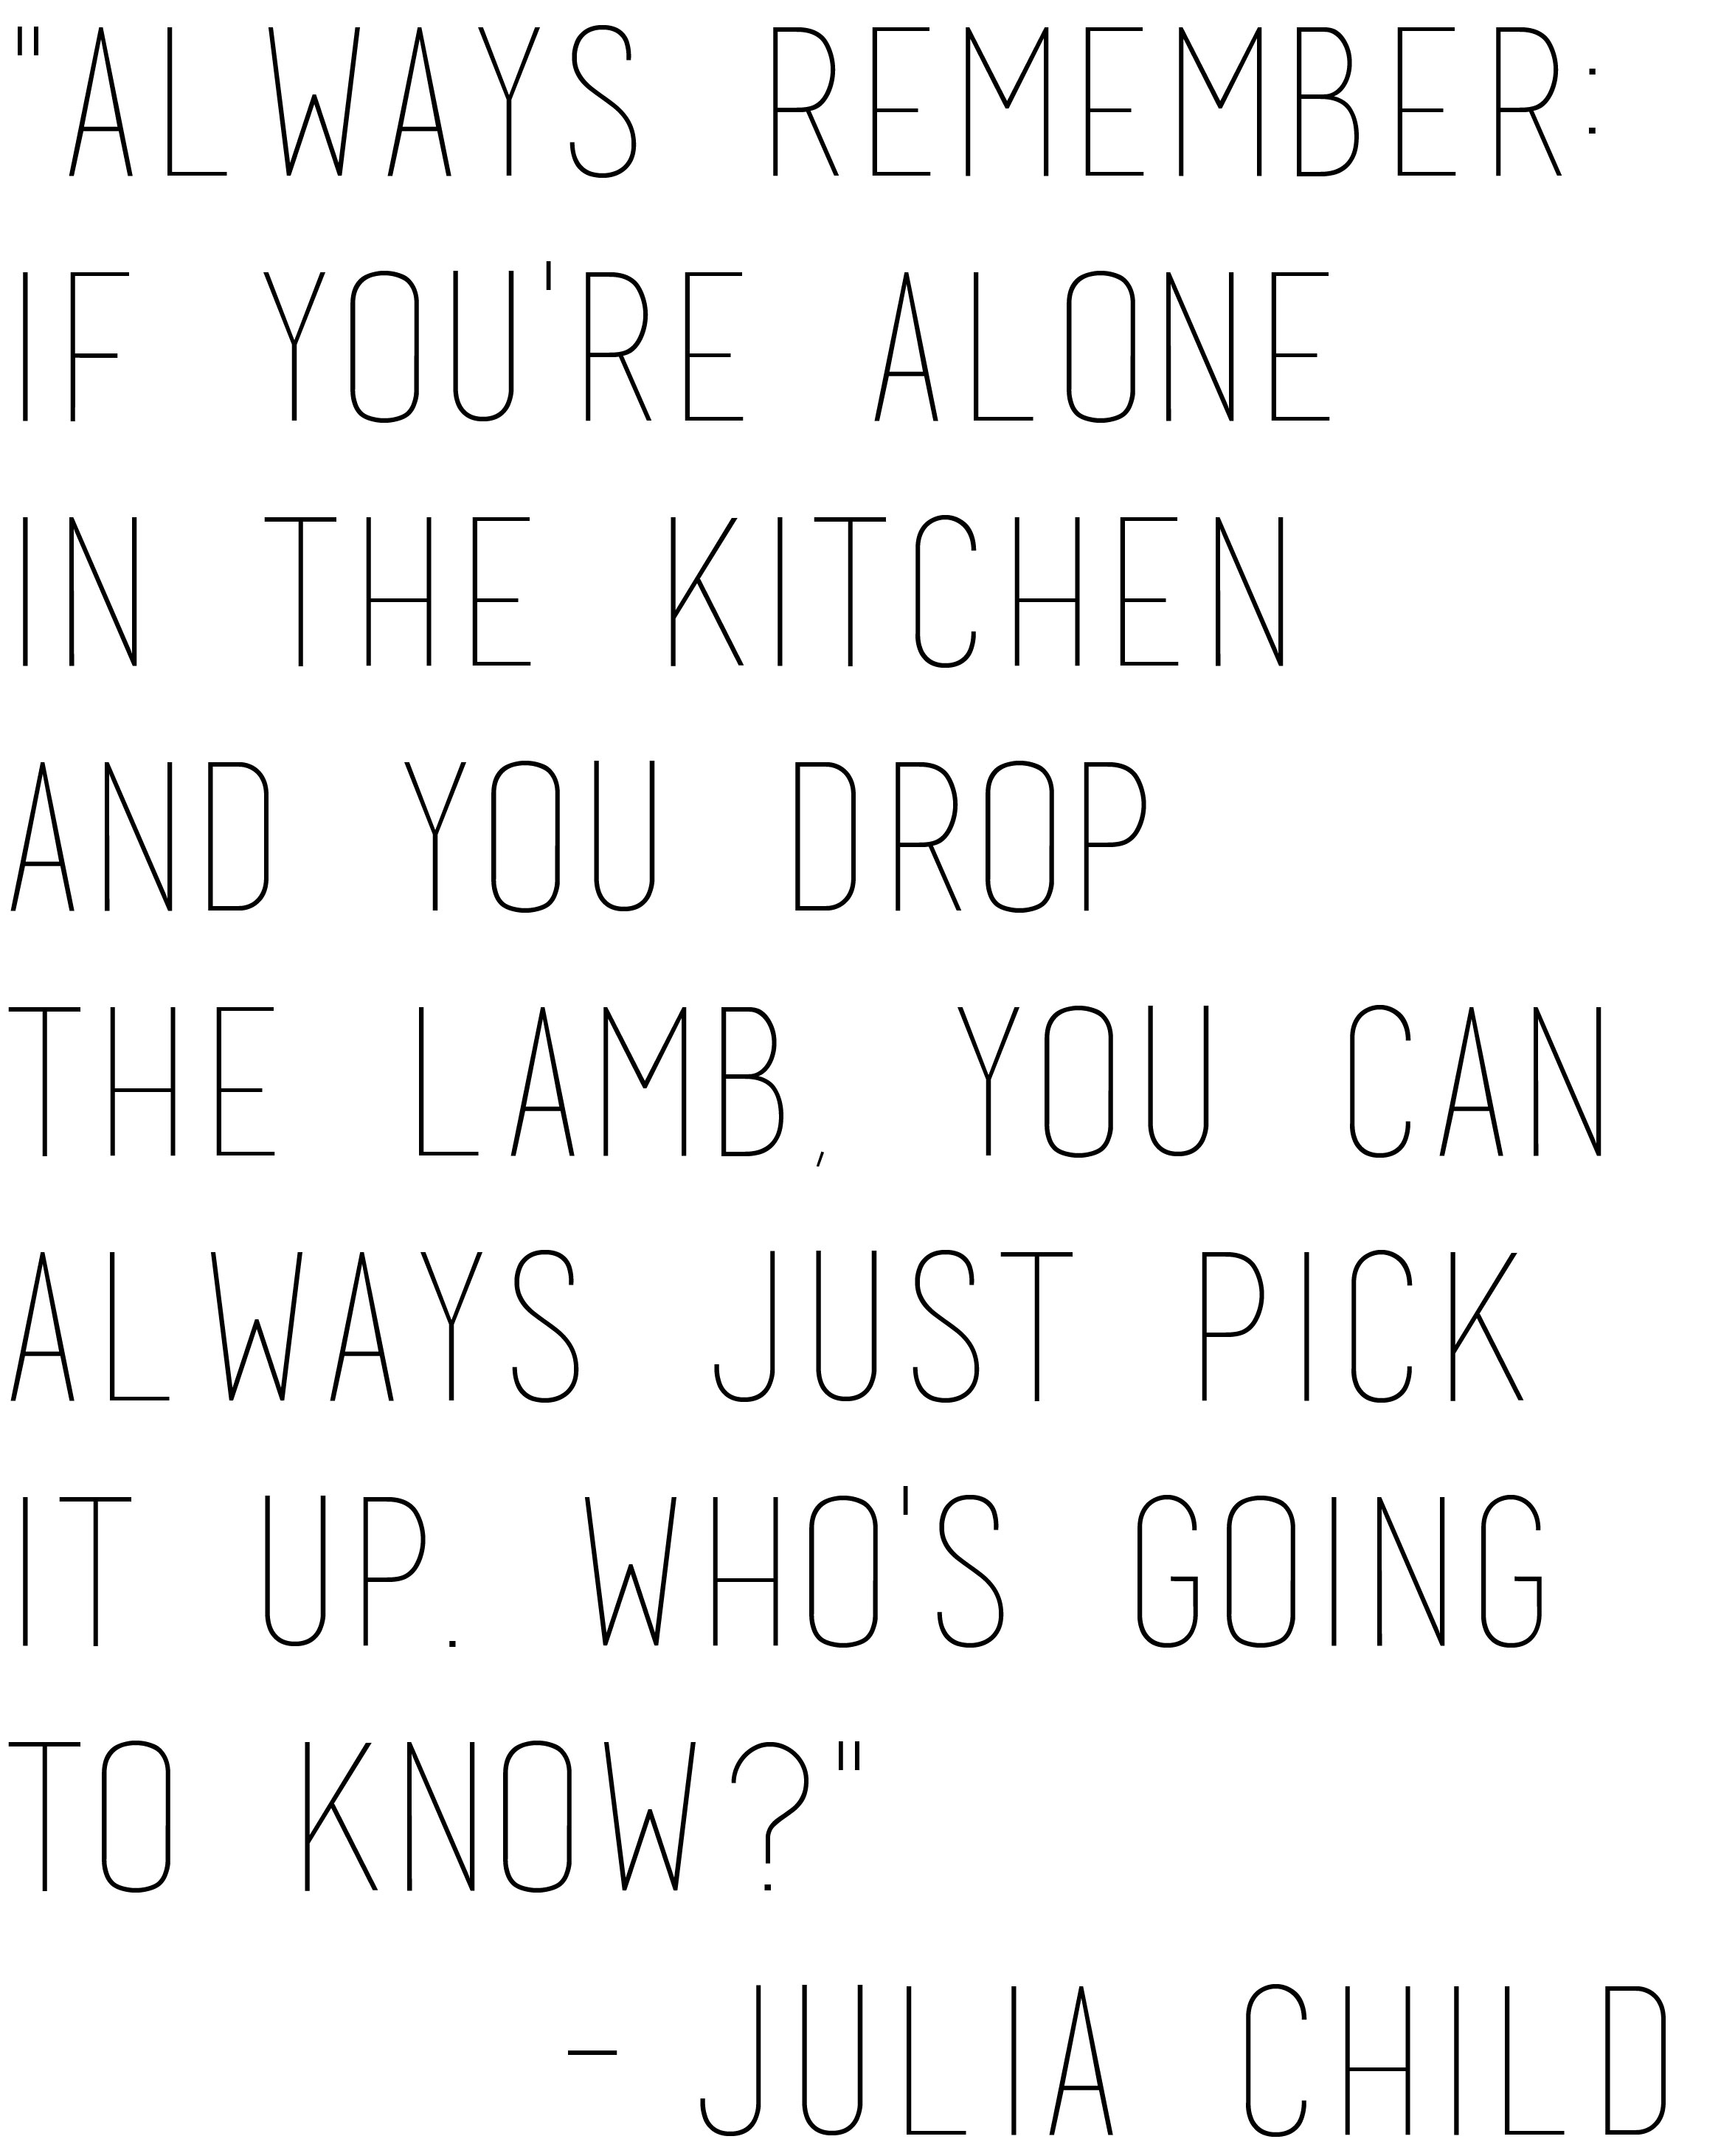 "ALWAYS REMEMBER:
IF YOU'RE ALONE
IN THE KITCHEN
AND YOU DROP
THE LAMB, YOU CAN
ALWAYS JUST PICK
IT UP. WHO'S GOING
TO KNOW?"
- JULIA CHILD